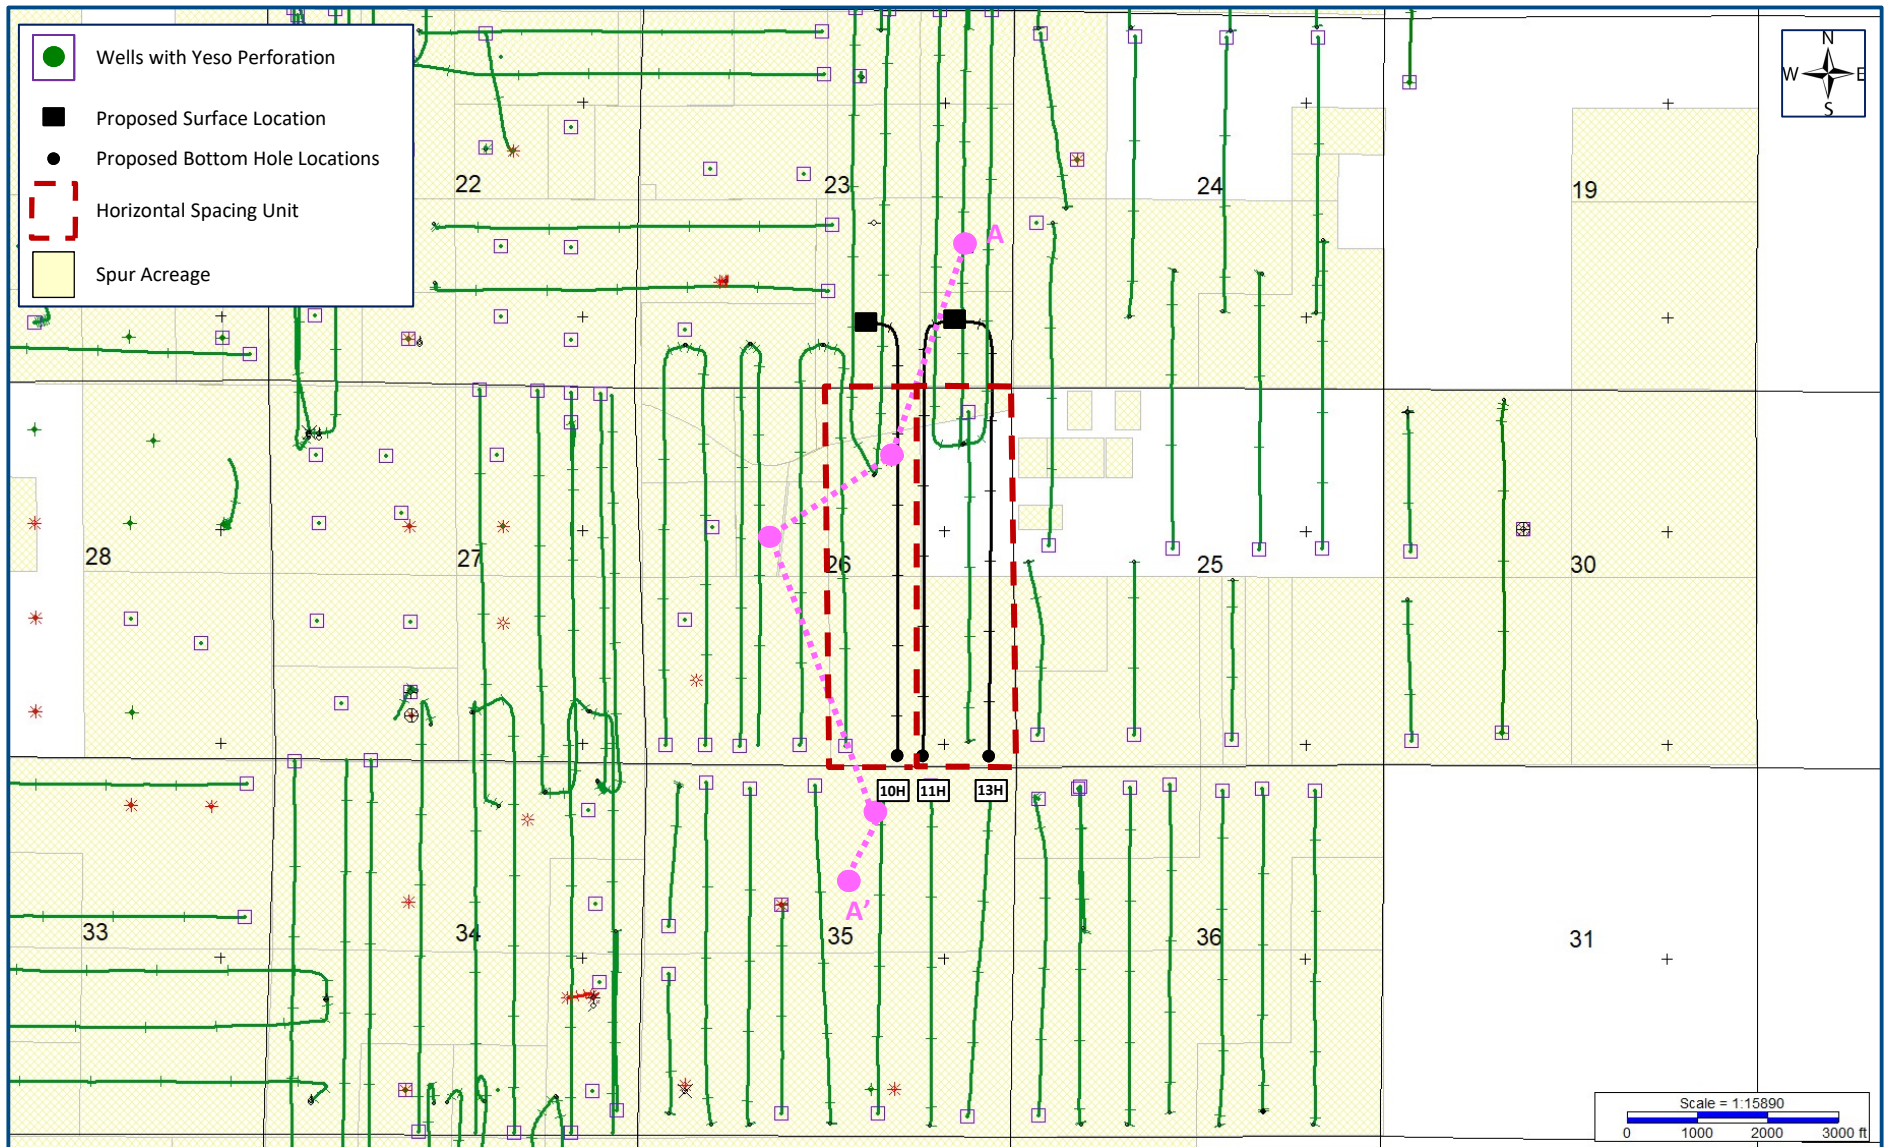 Wells with Yeso Perforation
Proposed Surface Location
Proposed Bottom Hole Locations
Horizontal Spacing Unit
Spur Acreage
N
W E
S
22
23
24
19
A
28
27
26
25
30
10H
11H
13H
A'
33
34
35
36
31
Scale = 1:15890
0 1000 2000 3000 ft